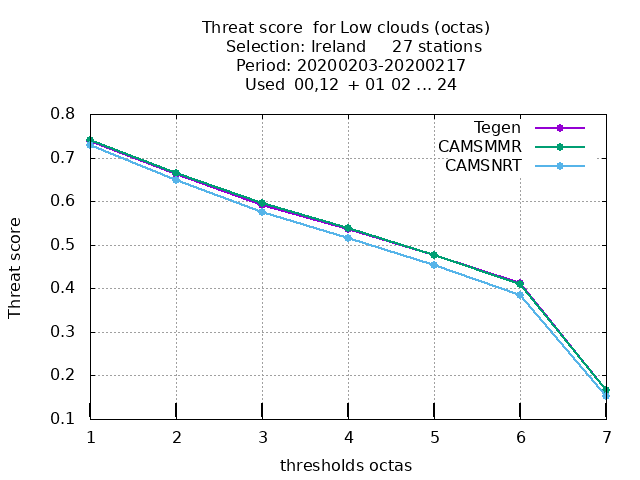 Threat score  for Low clouds (octas)
Selection: Ireland     27 stations
Period: 20200203-20200217
Used  00,12  + 01 02 ... 24
0.8
0.7
0.6
0.5
0.4
0.3
0.2
0.1
Threat score
Tegen
CAMSMMR
CAMSNRT
1 2 3 4 5 6 7
thresholds octas